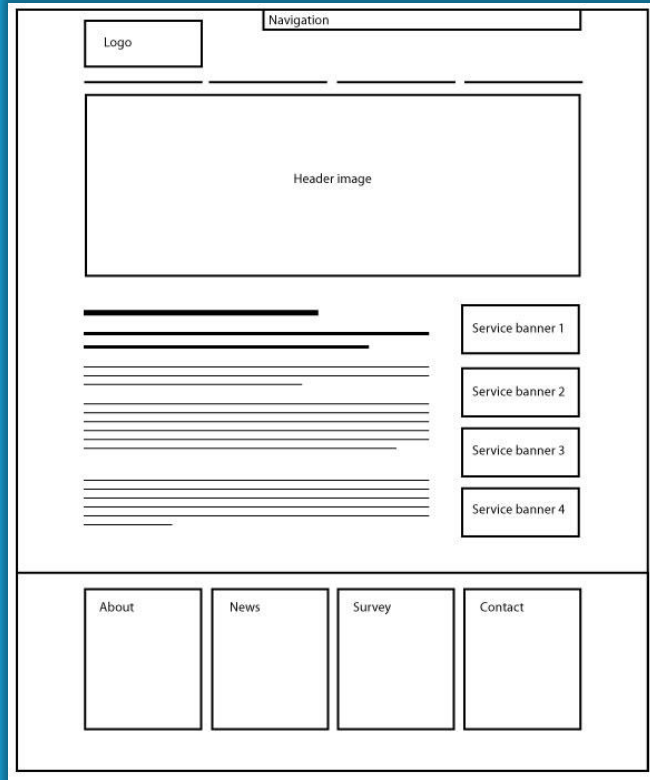 Navigation
Logo
Header image
Service banner 1
Service banner 2
Service banner 3
Service banner 4
About
News
Survey
Contact